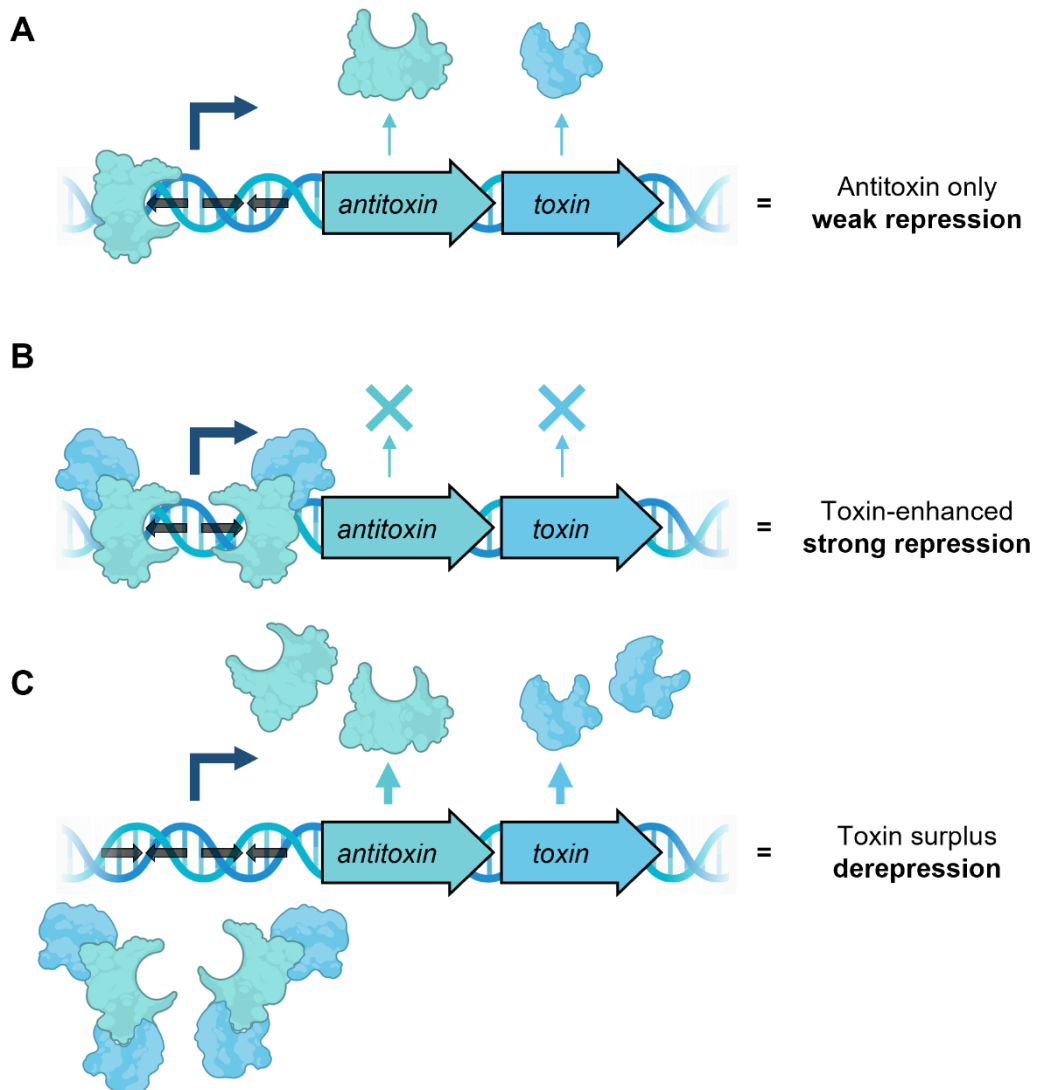 A
antitoxin
toxin
=
Antitoxin only
weak repression
B
antitoxin
toxin
=
Toxin-enhanced
strong repression
C
antitoxin
toxin
=
Toxin surplus
derepression